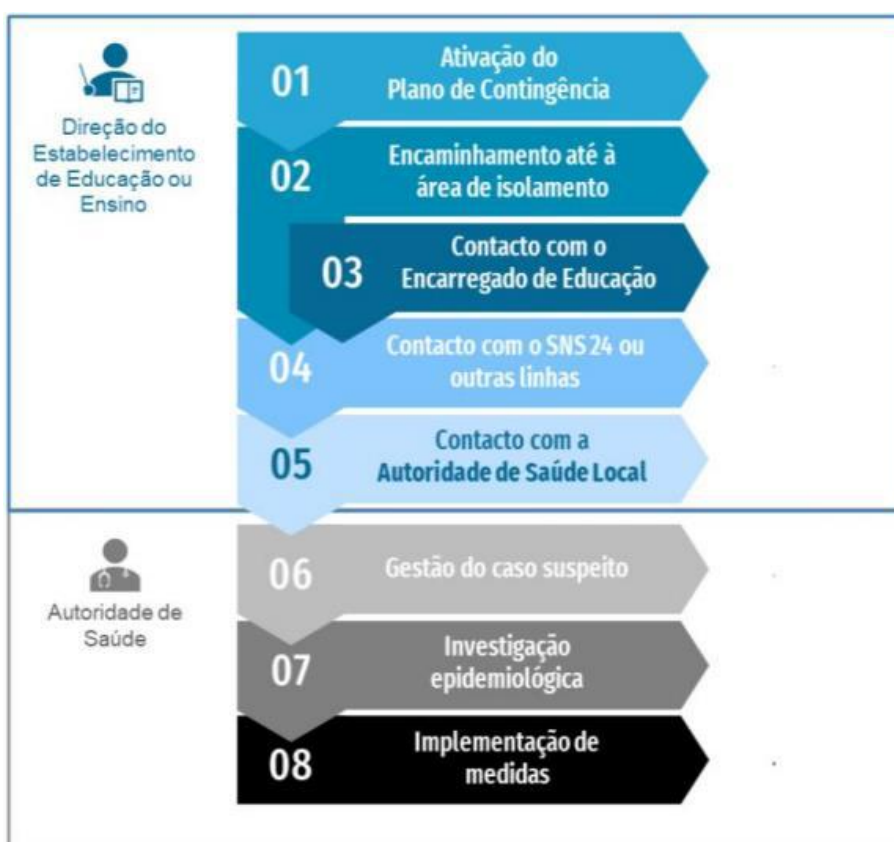 Direção do
Estabelecimento
de Educação ou
Ensino
01
Ativação do
Plano de Contingência
02
Encaminhamento até à
área de isolamento
03
Contacto com o
Encarregado de Educação
04
Contacto com o SNS 24 ou
outras linhas
05
Contacto com a
Autoridade de Saúde Local
Autoridade de
Saúde
06
Gestão do caso suspeito
07
Investigação
epidemiológica
08
Implementação de
medidas